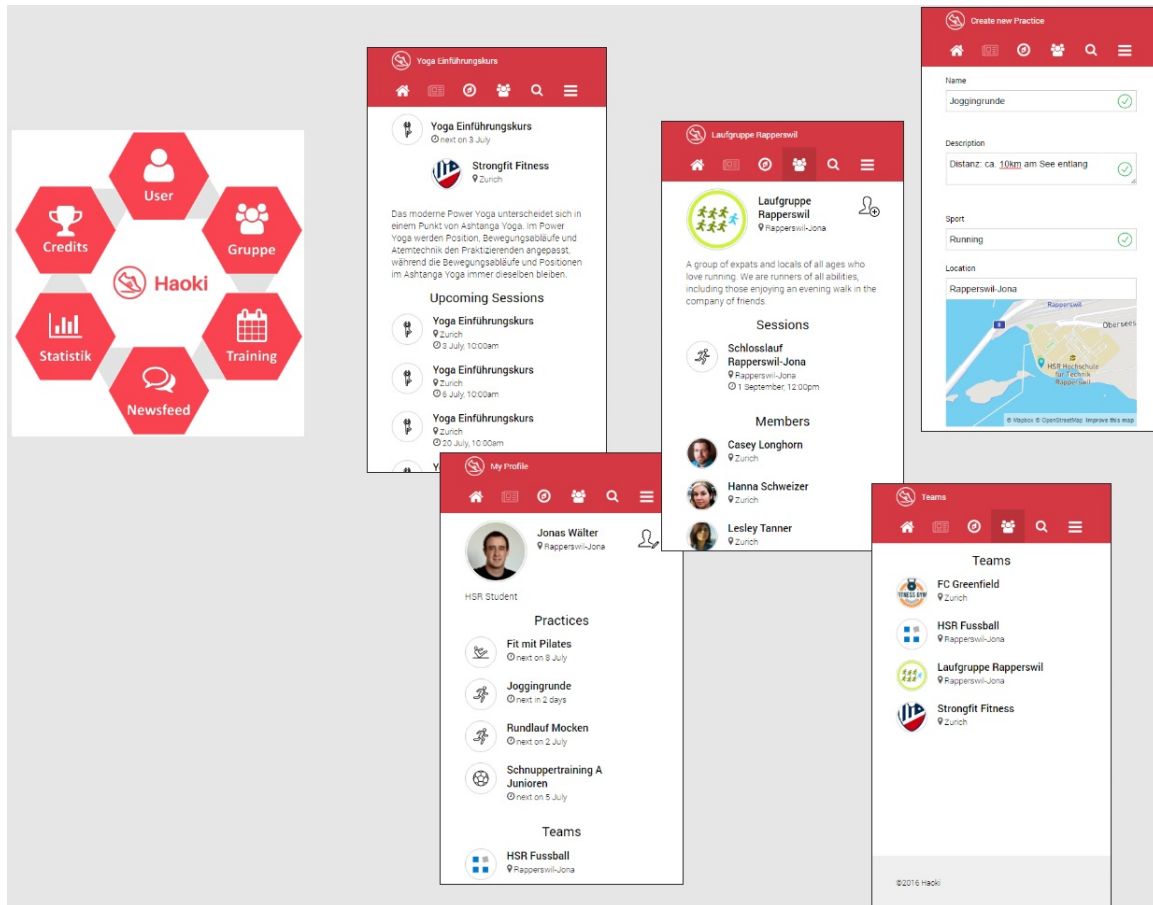 User
Credits
Gruppe
Haoki
Statistik
Training
Newsfeed
Yoga Einführungskurs
Yoga Einführungskurs
next on 3 July
Strongfit Fitness
Zurich
Das moderne Power Yoga unterscheidet sich in
einem Punkt von Ashtanga Yoga. Im Power
Yoga werden Position, Bewegungsabläufe und
Atemtechnik den Praktizierenden angepasst,
während die Bewegungsabläufe und Positionen
im Ashtanga Yoga immer dieselben bleiben.
Upcoming Sessions
Yoga Einführungskurs
Zurich
3 July, 10:00am
Yoga Einführungskurs
Zurich
6 July, 10:00am
Yoga Einführungskurs
Zurich
20 July, 10:00am
My Profile
Jonas Wälter
Rapperswil-Jona
HSR Student
Practices
Fit mit Pilates
next on 8 July
Joggingrunde
next in 2 days
Rundlauf Mocken
next on 2 July
Schnuppertraining A
Junioren
next on 5 July
Teams
HSR Fussball
Rapperswil-Jona
Laufgruppe Rapperswil
Laufgruppe
Rapperswil
Rapperswil-Jona
A group of expats and locals of all ages who
love running. We are runners of all abilities,
including those enjoying an evening walk in the
company of friends.
Sessions
Schlosslauf
Rapperswil-Jona
Rapperswil-Jona
1 September, 12:00pm
Members
Casey Longhorn
Zurich
Hanna Schweizer
Zurich
Lesley Tanner
Zurich
Create new Practice
Name
Joggingrunde
Description
Distanz: ca. 10km am See entlang
Sport
Running
Location
Rapperswil-Jona
Rapperswil
8
Obersee
HSR Hochschule
für Technik
Rapperswil
© Mapbox © OpenStreetMap Improve this map
Teams
Teams
FITNESS GYM
FC Greenfield
Zurich
HSR Fussball
Rapperswil-Jona
Laufgruppe Rapperswil
Rapperswil-Jona
Strongfit Fitness
Zurich
©2016 Haoki